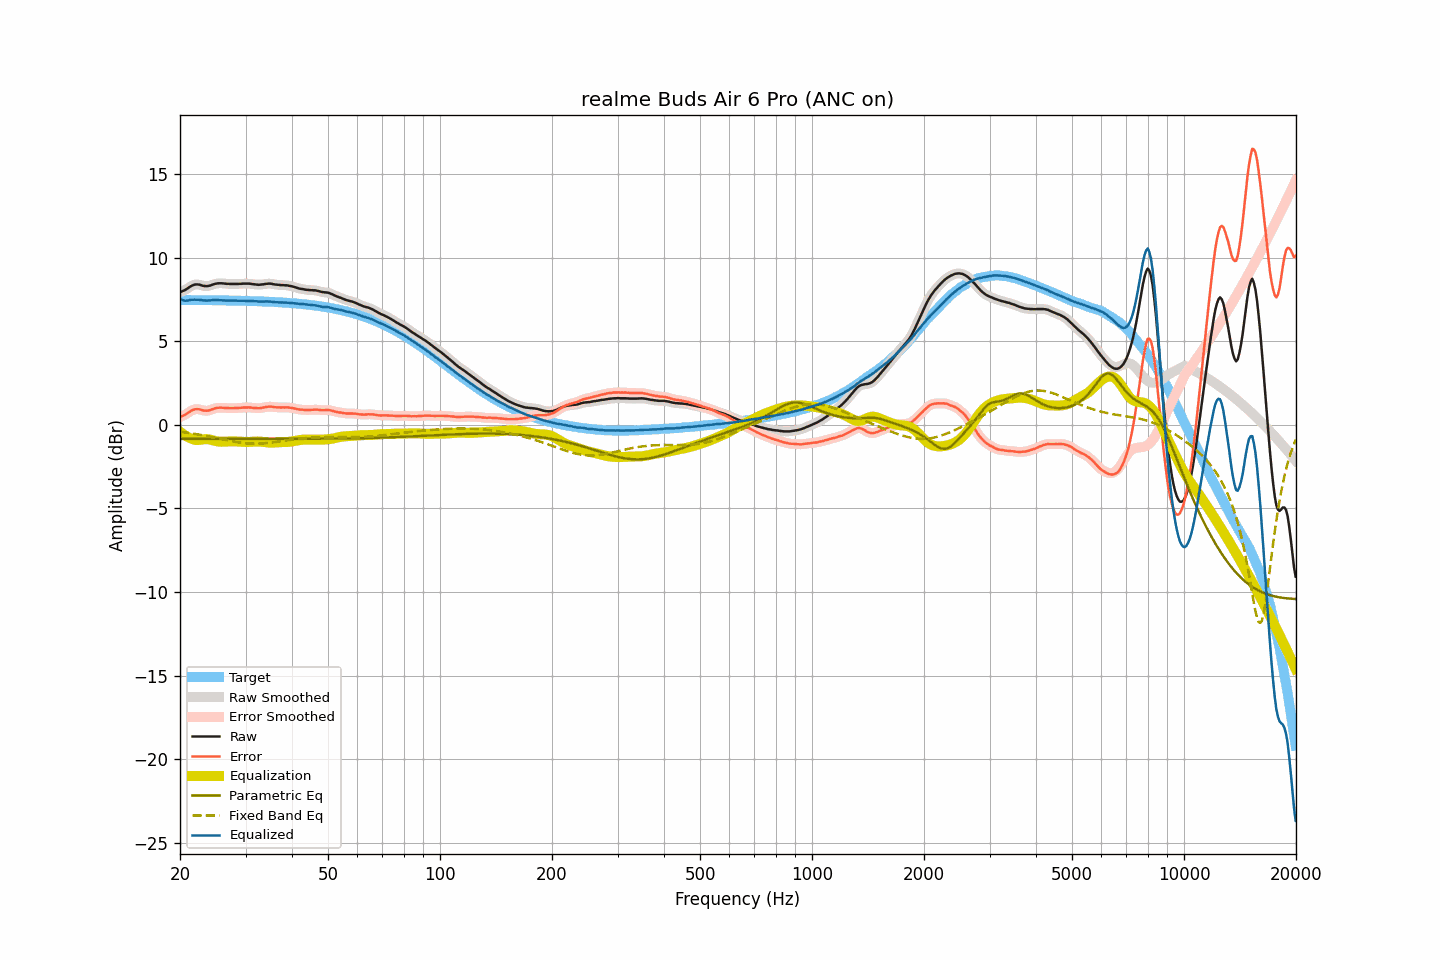 realme Buds Air 6 Pro (ANC on)
15
10
5
0
−5
−10
−15
−20
−25
Amplitude (dBr)
Target
Raw Smoothed
Error Smoothed
Raw
Error
Equalization
Parametric Eq
Fixed Band Eq
Equalized
20 50 100 200 500 1000 2000 5000 10000 20000
Frequency (Hz)